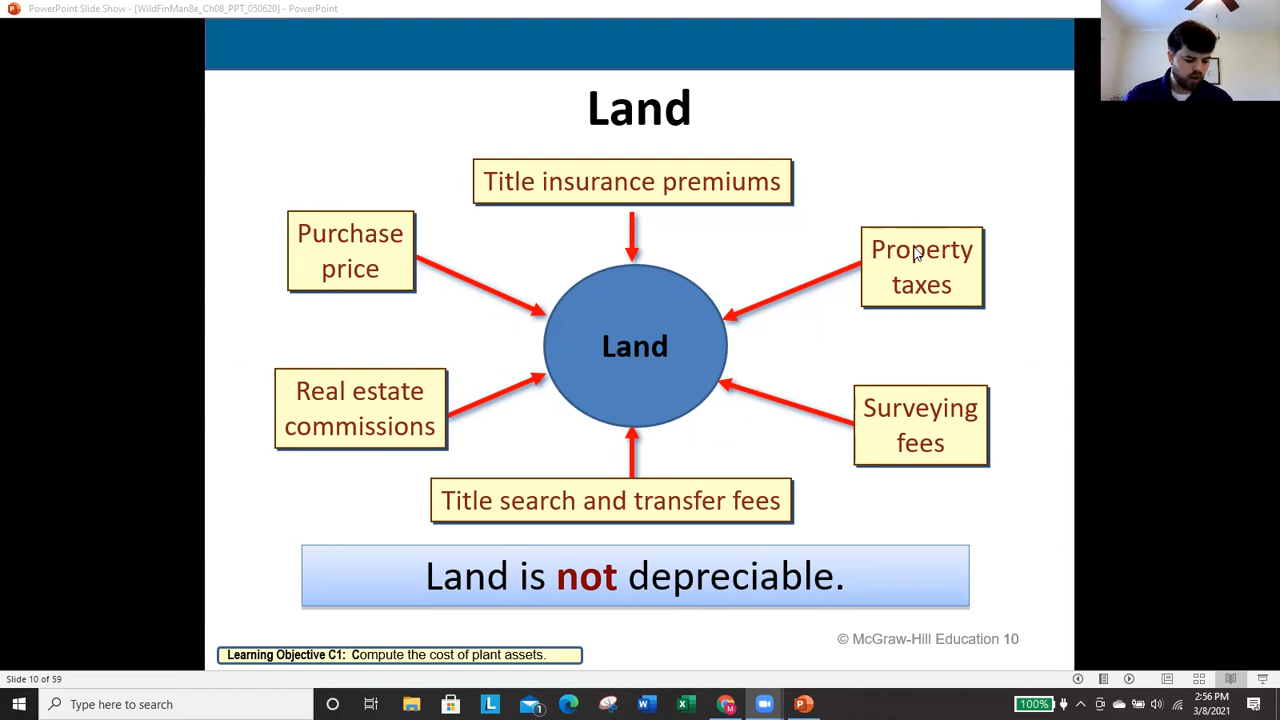 PowerPoint Slide Show - [WildFinMan8e_Ch08_PPT_050620] - PowerPoint
Land
Title insurance premiums
Purchase
price
Property
taxes
Land
Real estate
commissions
Surveying
fees
Title search and transfer fees
Land is not depreciable.
© McGraw-Hill Education 10
Learning Objective C1: Compute the cost of plant assets.
Slide 10 of 59
Type here to search
100%
2:56 PM
3/8/2021